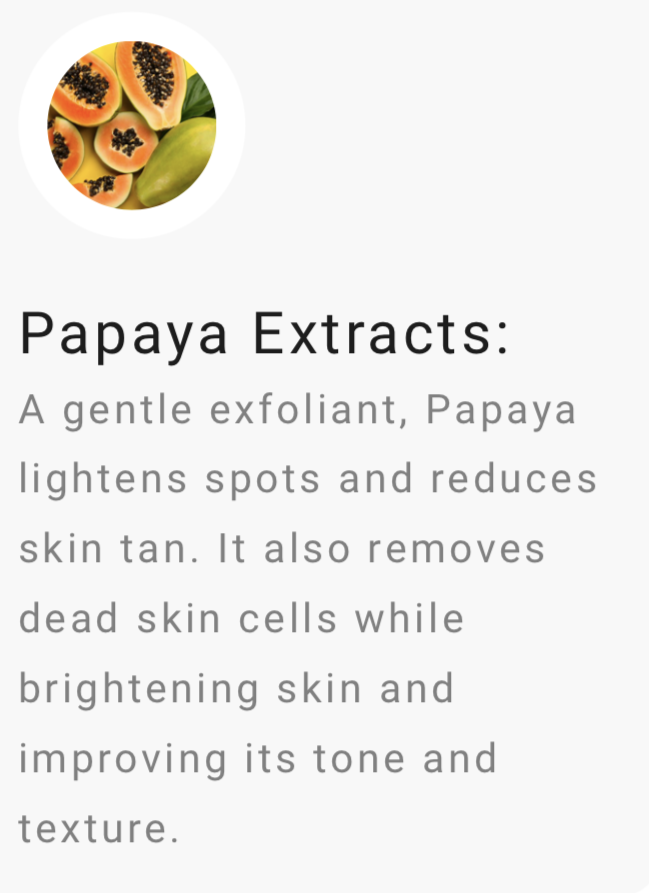 Papaya Extracts:
A gentle exfoliant, Papaya
lightens spots and reduces
skin tan. It also removes
dead skin cells while
brightening skin and
improving its tone and
texture.